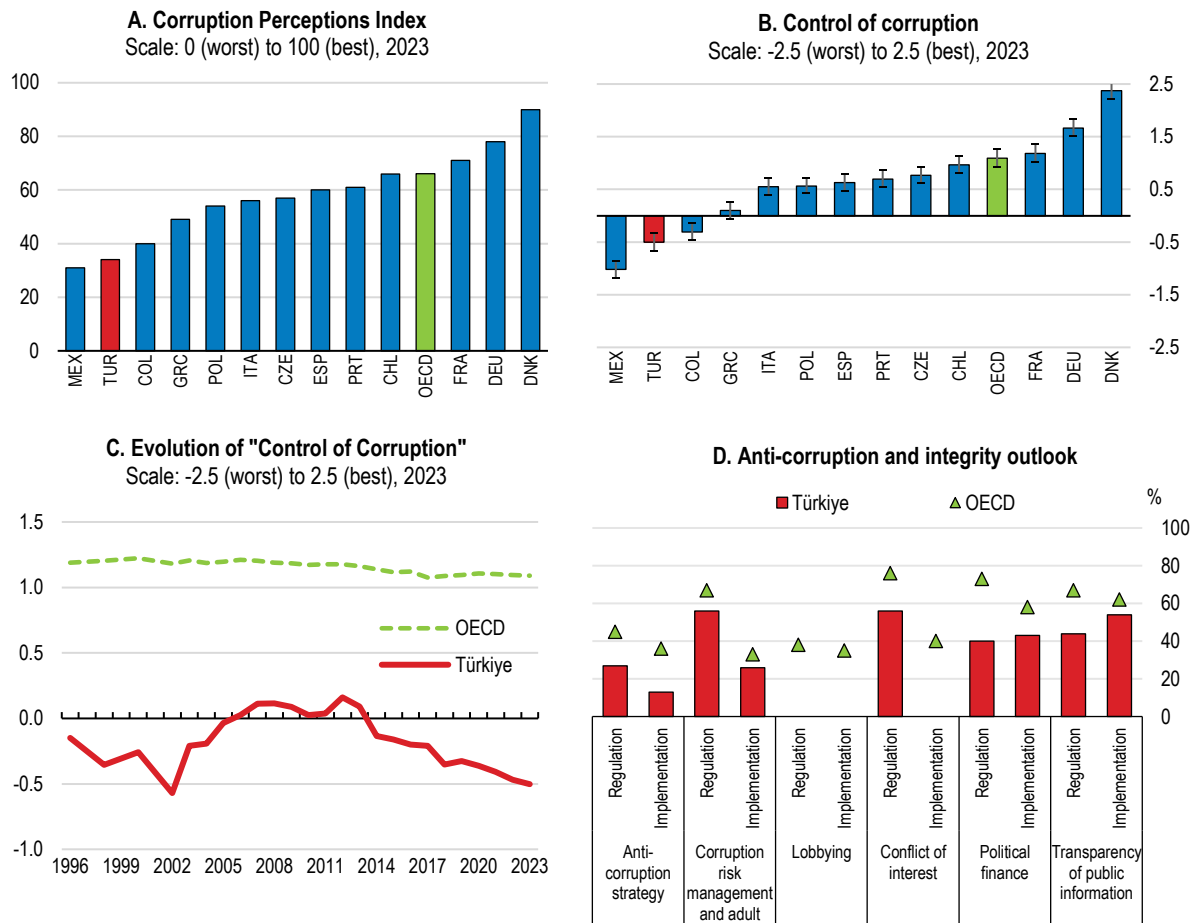 A. Corruption Perceptions Index
Scale: 0 (worst) to 100 (best), 2023
100
80
60
40
20
0
MEX TUR COL GRC POL ITA CZE ESP PRT CHL OECD FRA DEU DNK
B. Control of corruption
Scale: -2.5 (worst) to 2.5 (best), 2023
2.5
1.5
0.5
-0.5
-1.5
-2.5
MEX TUR COL GRC ITA POL ESP PRT CZE CHL OECD FRA DEU DNK
C. Evolution of "Control of Corruption"
Scale: -2.5 (worst) to 2.5 (best), 2023
1.5
1.0
0.5
0.0
-0.5
-1.0
OECD
Türkiye
1996 1999 2002 2005 2008 2011 2014 2017 2020 2023
D. Anti-corruption and integrity outlook
Türkiye OECD
%
100
80
60
40
20
0
Regulation Implementation Regulation Implementation Regulation Implementation Regulation Implementation Regulation Implementation Regulation Implementation
Anti-
corruption
strategy
Corruption
risk
management
and adult
Lobbying
Conflict of
interest
Political
finance
Transparency
of public
information